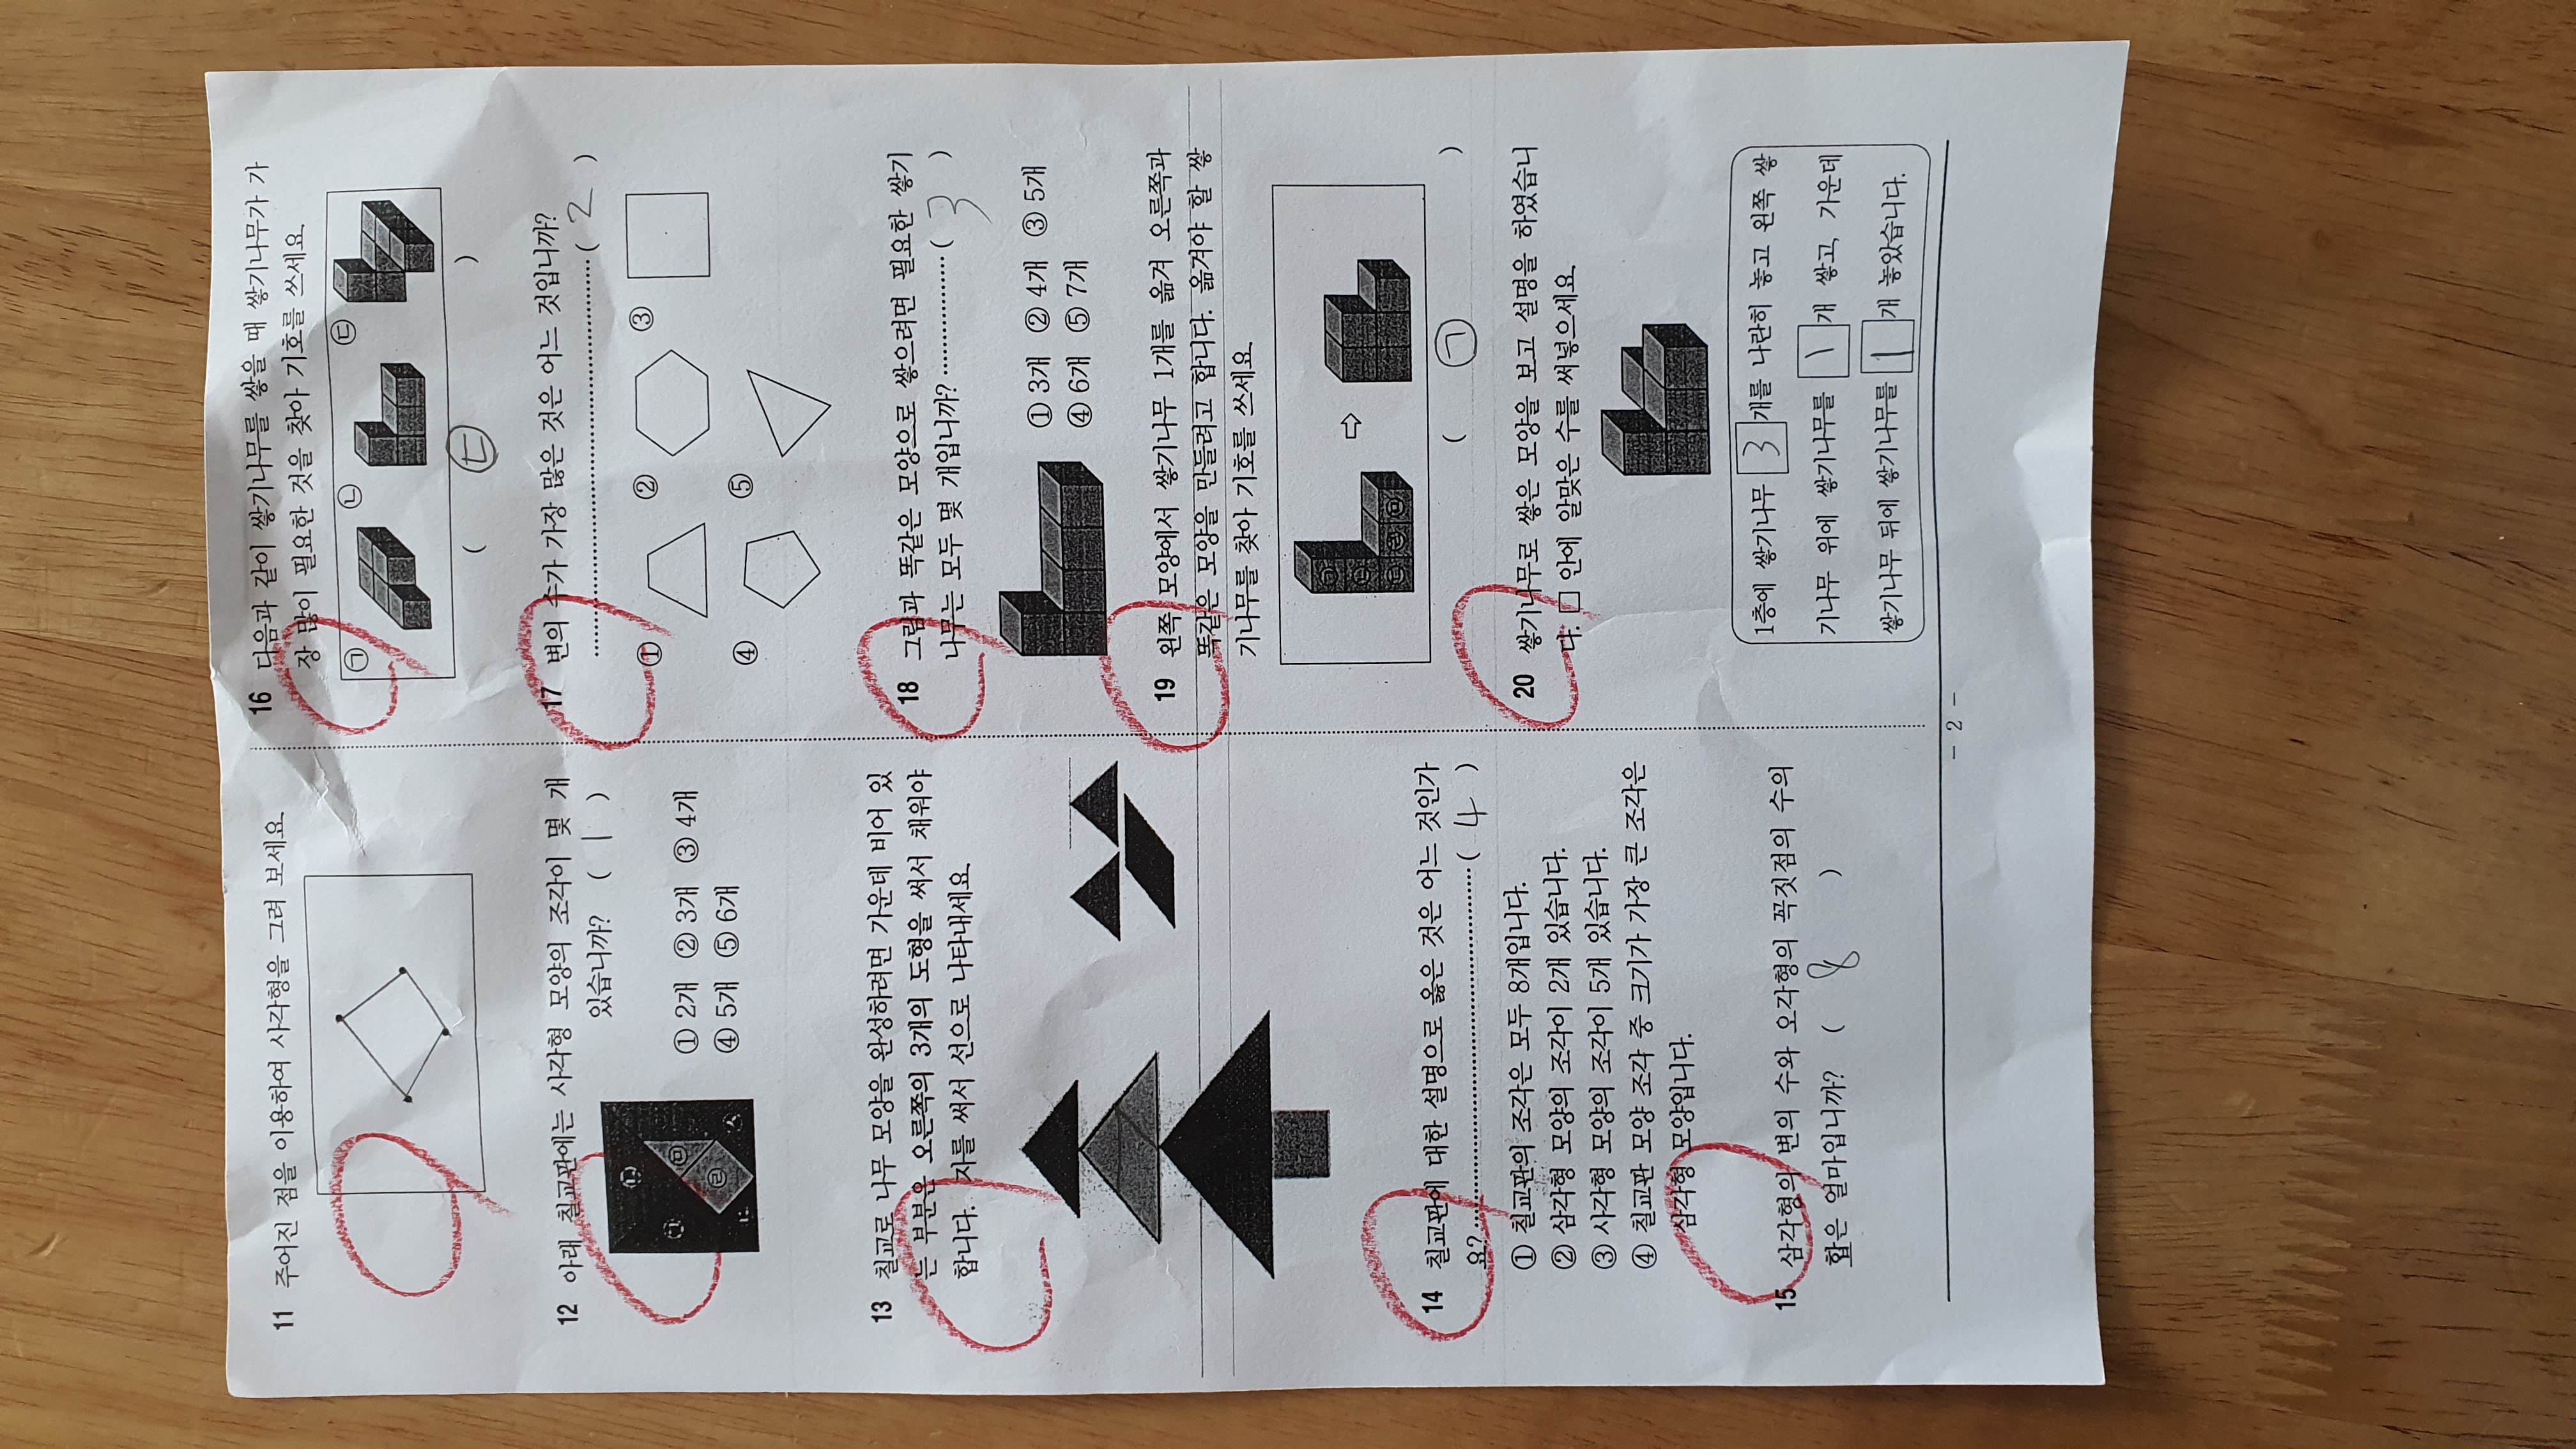 11 주어진 점을 이용하여 사각형을 그려 보세요.
12 아래 칠교판에는 사각형 모양의 조각이 몇 개
있습니까? ( 1 )
㉠ ㉡ ㉣ ㉤ ㉦
① 2개 ② 3개 ③ 4개
④ 5개 ⑤ 6개
13 칠교로 나무 모양을 완성하려면 가운데 비어 있
는 부분은 오른쪽의 3개의 도형을 써서 채워야
합니다. 자를 써서 선으로 나타내세요.
14 칠교판에 대한 설명으로 옳은 것은 어느 것인가
요? ( 4 )
① 칠교판의 조각은 모두 8개입니다.
② 삼각형 모양의 조각이 2개 있습니다.
③ 사각형 모양의 조각이 5개 있습니다.
④ 칠교판 모양 조각 중 크기가 가장 큰 조각은
삼각형 모양입니다.
15 삼각형의 변의 수와 오각형의 꼭짓점의 수의
합은 얼마입니까? ( 8 )
16 다음과 같이 쌓기나무를 쌓을 때 쌓기나무가 가
장 많이 필요한 것을 찾아 기호를 쓰세요.
㉠ ㉡ ㉢
( ㉢ )
17 변의 수가 가장 많은 것은 어느 것입니까?
( 2 )
① ② ③
④ ⑤
18 그림과 똑같은 모양으로 쌓으려면 필요한 쌓기
나무는 모두 몇 개입니까? ( 3 )
① 3개 ② 4개 ③ 5개
④ 6개 ⑤ 7개
19 왼쪽 모양에서 쌓기나무 1개를 옮겨 오른쪽과
똑같은 모양을 만들려고 합니다. 옮겨야 할 쌓
기나무를 찾아 기호를 쓰세요.
㉠
㉡
㉢ ㉣ ㉤
⇨
( ㉠ )
20 쌓기나무로 쌓은 모양을 보고 설명을 하였습니
다. □ 안에 알맞은 수를 써넣으세요.
1층에 쌓기나무 3 개를 나란히 놓고 왼쪽 쌓
기나무 위에 쌓기나무를 1 개 쌓고, 가운데
쌓기나무 뒤에 쌓기나무를 1 개 놓았습니다.
- 2 -